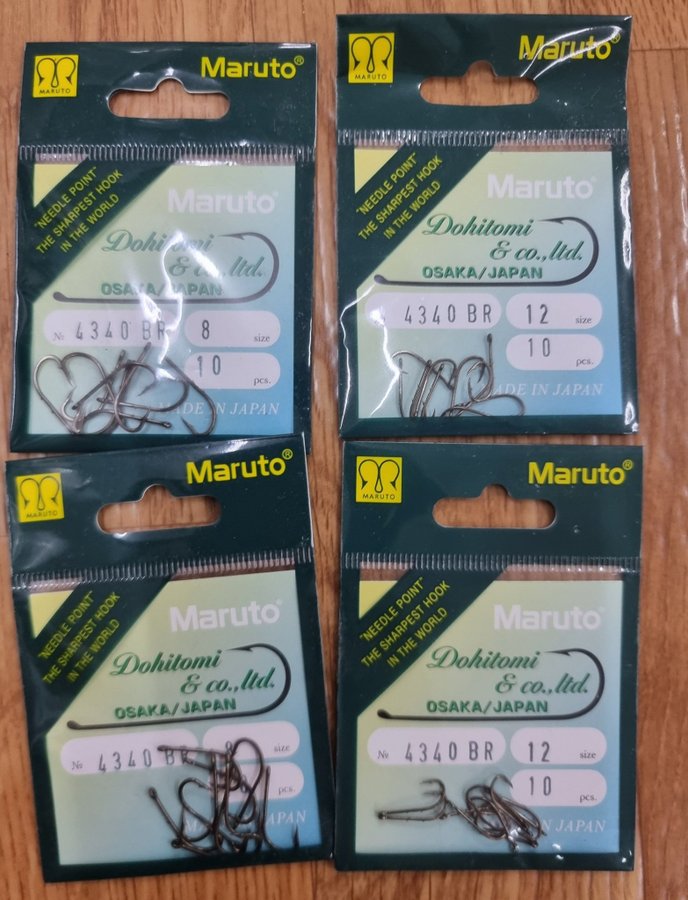 MARUTO
Maruto®
"NEEDLE POINT"
THE SHARPEST HOOK
IN THE WORLD
Maruto®
Dohitomi
& co., ltd.
OSAKA/JAPAN
№ 4340 BR 8 size
10 pcs.
MADE IN JAPAN
MARUTO
Maruto®
"NEEDLE POINT"
THE SHARPEST HOOK
IN THE WORLD
Maruto®
Dohitomi
& co., ltd.
OSAKA/JAPAN
4340 BR 12 size
10 pcs.
MADE IN JAPAN
MARUTO
Maruto®
"NEEDLE POINT"
THE SHARPEST HOOK
IN THE WORLD
Maruto®
Dohitomi
& co., ltd.
OSAKA/JAPAN
№ 4340 BR size
pcs.
JAPAN
MARUTO
Maruto®
"NEEDLE POINT"
THE SHARPEST HOOK
IN THE WORLD
Maruto®
Dohitomi
& co., ltd.
OSAKA/JAPAN
№ 4340 BR 12 size
10 pcs.
IN JAPAN